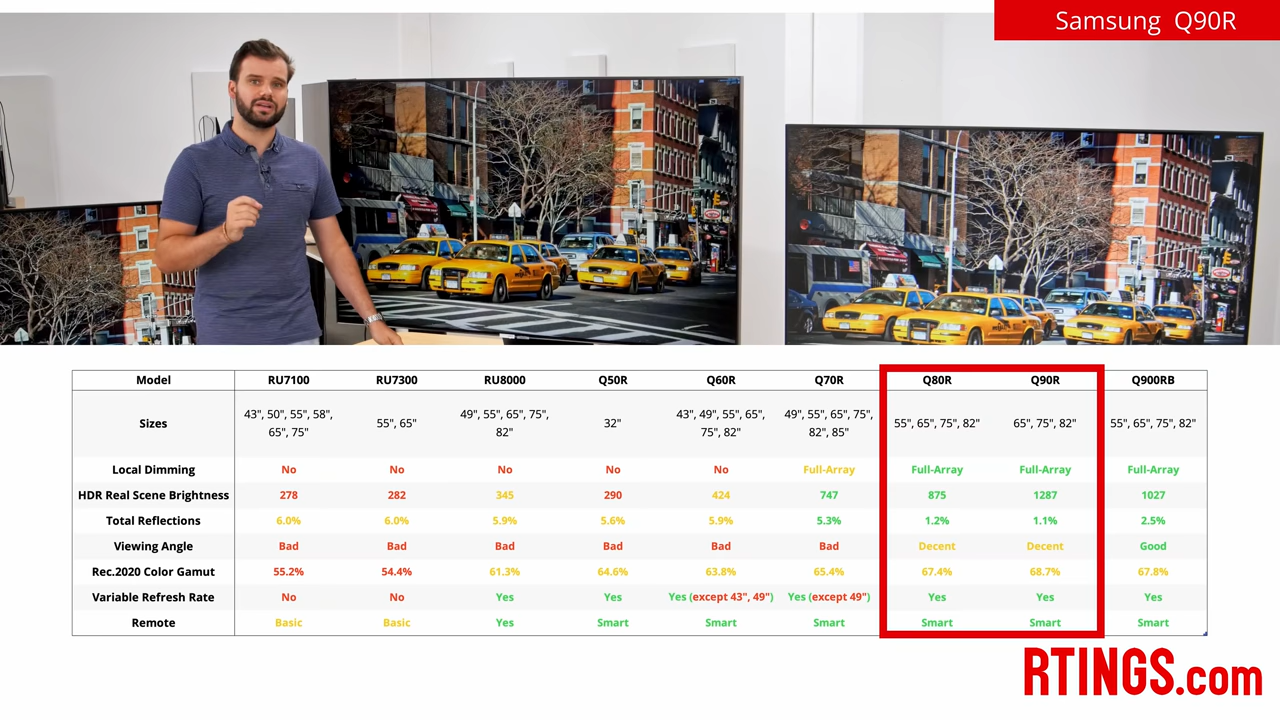 Samsung Q90R
Model RU7100 RU7300 RU8000 Q50R Q60R Q70R Q80R Q90R Q900RB
Sizes 43", 50", 55", 58", 65", 75" 55", 65" 49", 55", 65", 75", 82" 32" 43", 49", 55", 65", 75", 82" 49", 55", 65", 75", 82", 85" 55", 65", 75", 82" 65", 75", 82" 55", 65", 75", 82"
Local Dimming No No No No No Full-Array Full-Array Full-Array Full-Array
HDR Real Scene Brightness 278 282 345 290 424 747 875 1287 1027
Total Reflections 6.0% 6.0% 5.9% 5.6% 5.9% 5.3% 1.2% 1.1% 2.5%
Viewing Angle Bad Bad Bad Bad Bad Bad Decent Decent Good
Rec.2020 Color Gamut 55.2% 54.4% 61.3% 64.6% 63.8% 65.4% 67.4% 68.7% 67.8%
Variable Refresh Rate No No Yes Yes Yes (except 43", 49") Yes (except 49") Yes Yes Yes
Remote Basic Basic Yes Smart Smart Smart Smart Smart Smart
RTINGS.com